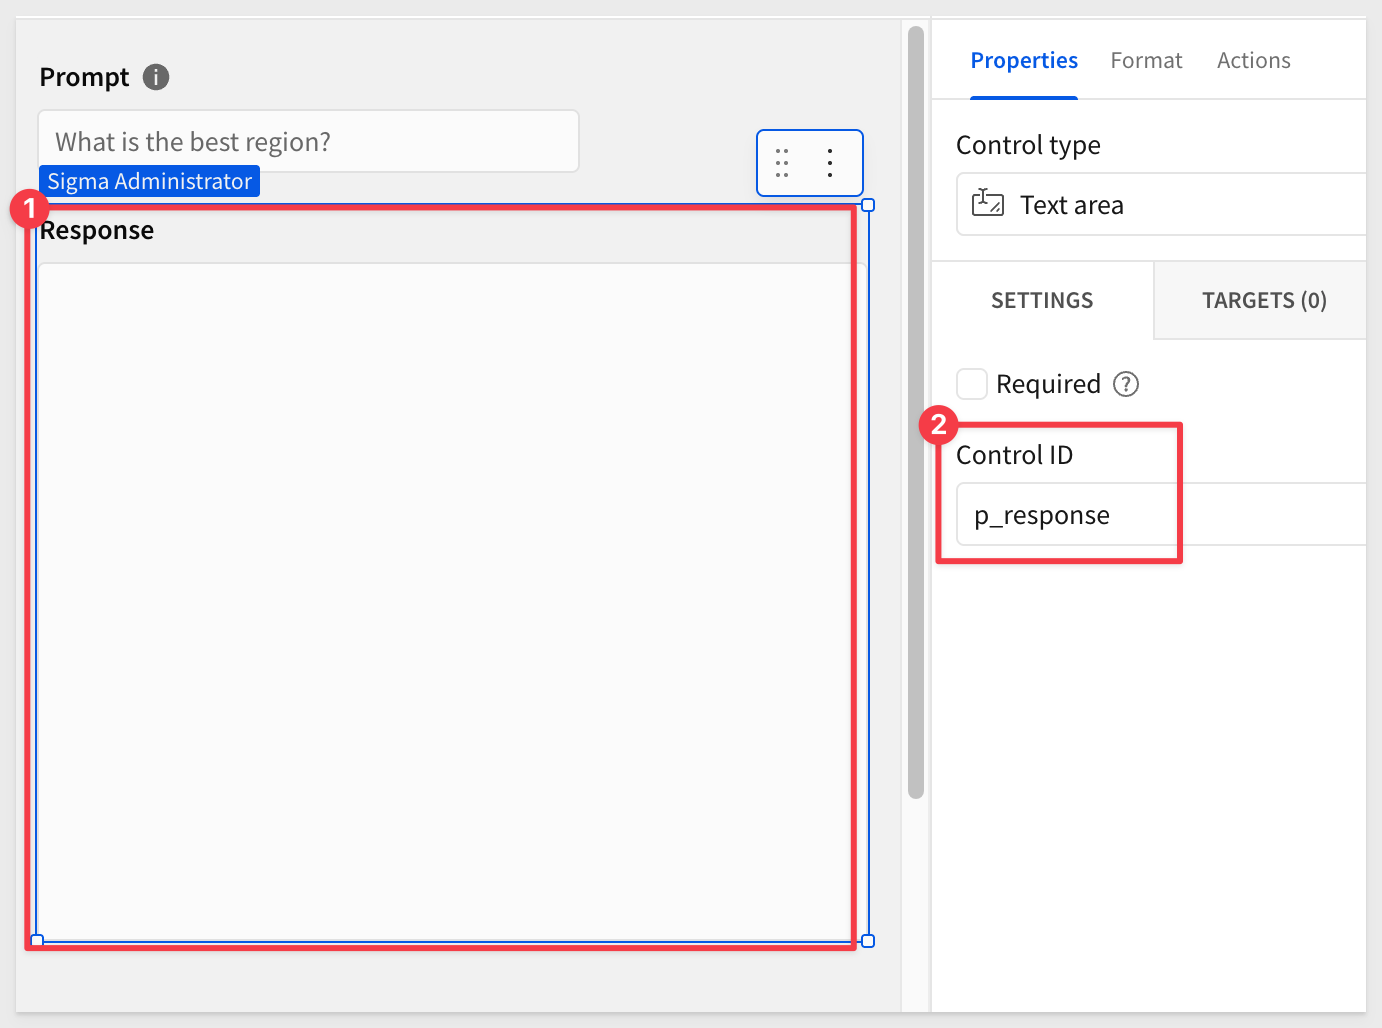 Prompt
What is the best region?
Sigma Administrator
1
Response
Properties Format Actions
Control type
Text area
SETTINGS TARGETS (0)
Required
2
Control ID
p_response